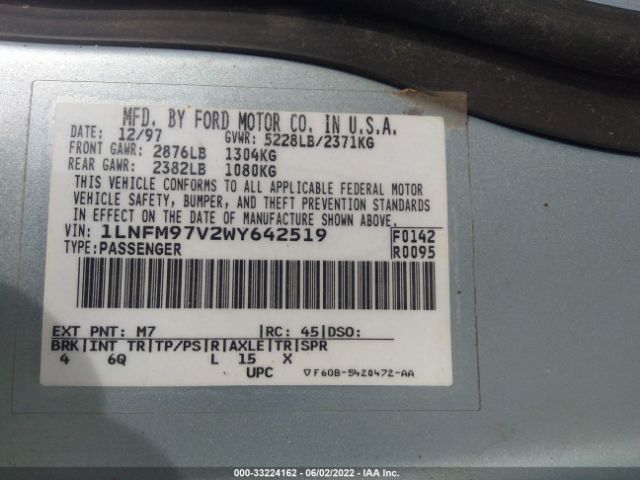 MFD. BY FORD MOTOR CO. IN U.S.A.
DATE: 12/97 GVWR: 5228LB/2371KG
FRONT GAWR: 2876LB 1304KG
REAR GAWR: 2382LB 1080KG
THIS VEHICLE CONFORMS TO ALL APPLICABLE FEDERAL MOTOR
VEHICLE SAFETY, BUMPER, AND THEFT PREVENTION STANDARDS
IN EFFECT ON THE DATE OF MANUFACTURE SHOWN ABOVE.
VIN: 1LNFM97V2WY642519 F0142
TYPE: PASSENGER R0095
EXT PNT: M7 |RC: 45|DSO:
BRK|INT TR|TP/PS|R|AXLE|TR|SPR
4 6Q L 15 X
UPC ▽F60B-5420472-AA
000-33224162 - 06/02/2022 - IAA Inc.